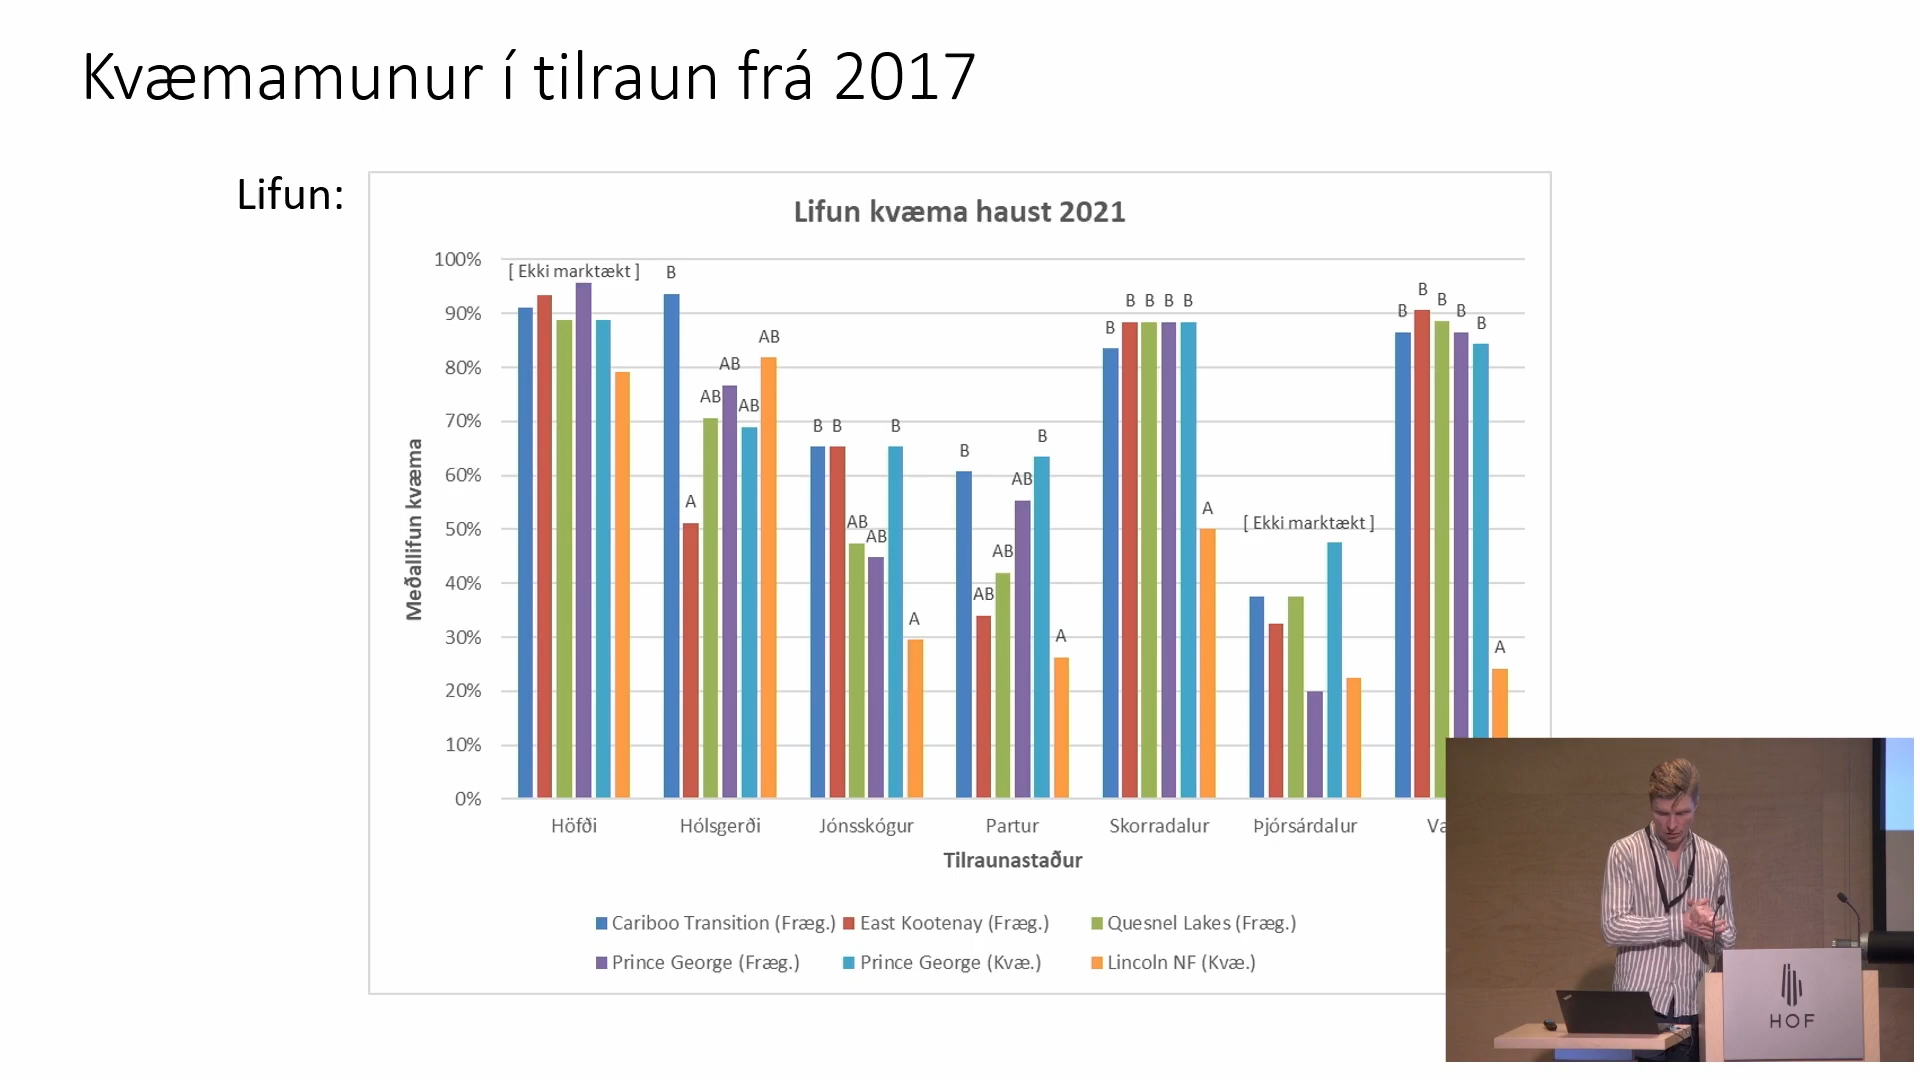 Kvæmamunur í tilraun frá 2017
Lifun:
Lifun kvæma haust 2021
100%
90%
80%
70%
60%
50%
40%
30%
20%
10%
0%
Meðallifun kvæma
[ Ekki marktækt ]
B
A
AB
AB
AB
AB
B
B
AB
AB
B
A
B
AB
AB
AB
B
A
B
B
B
B
B
A
[ Ekki marktækt ]
B
B
B
B
B
A
Höfði
Hólsgerði
Jónsskógur
Partur
Skorradalur
Þjórsárdalur
Tilraunastaður
Cariboo Transition (Fræg.)
East Kootenay (Fræg.)
Quesnel Lakes (Fræg.)
Prince George (Fræg.)
Prince George (Kvæ.)
Lincoln NF (Kvæ.)
HOF